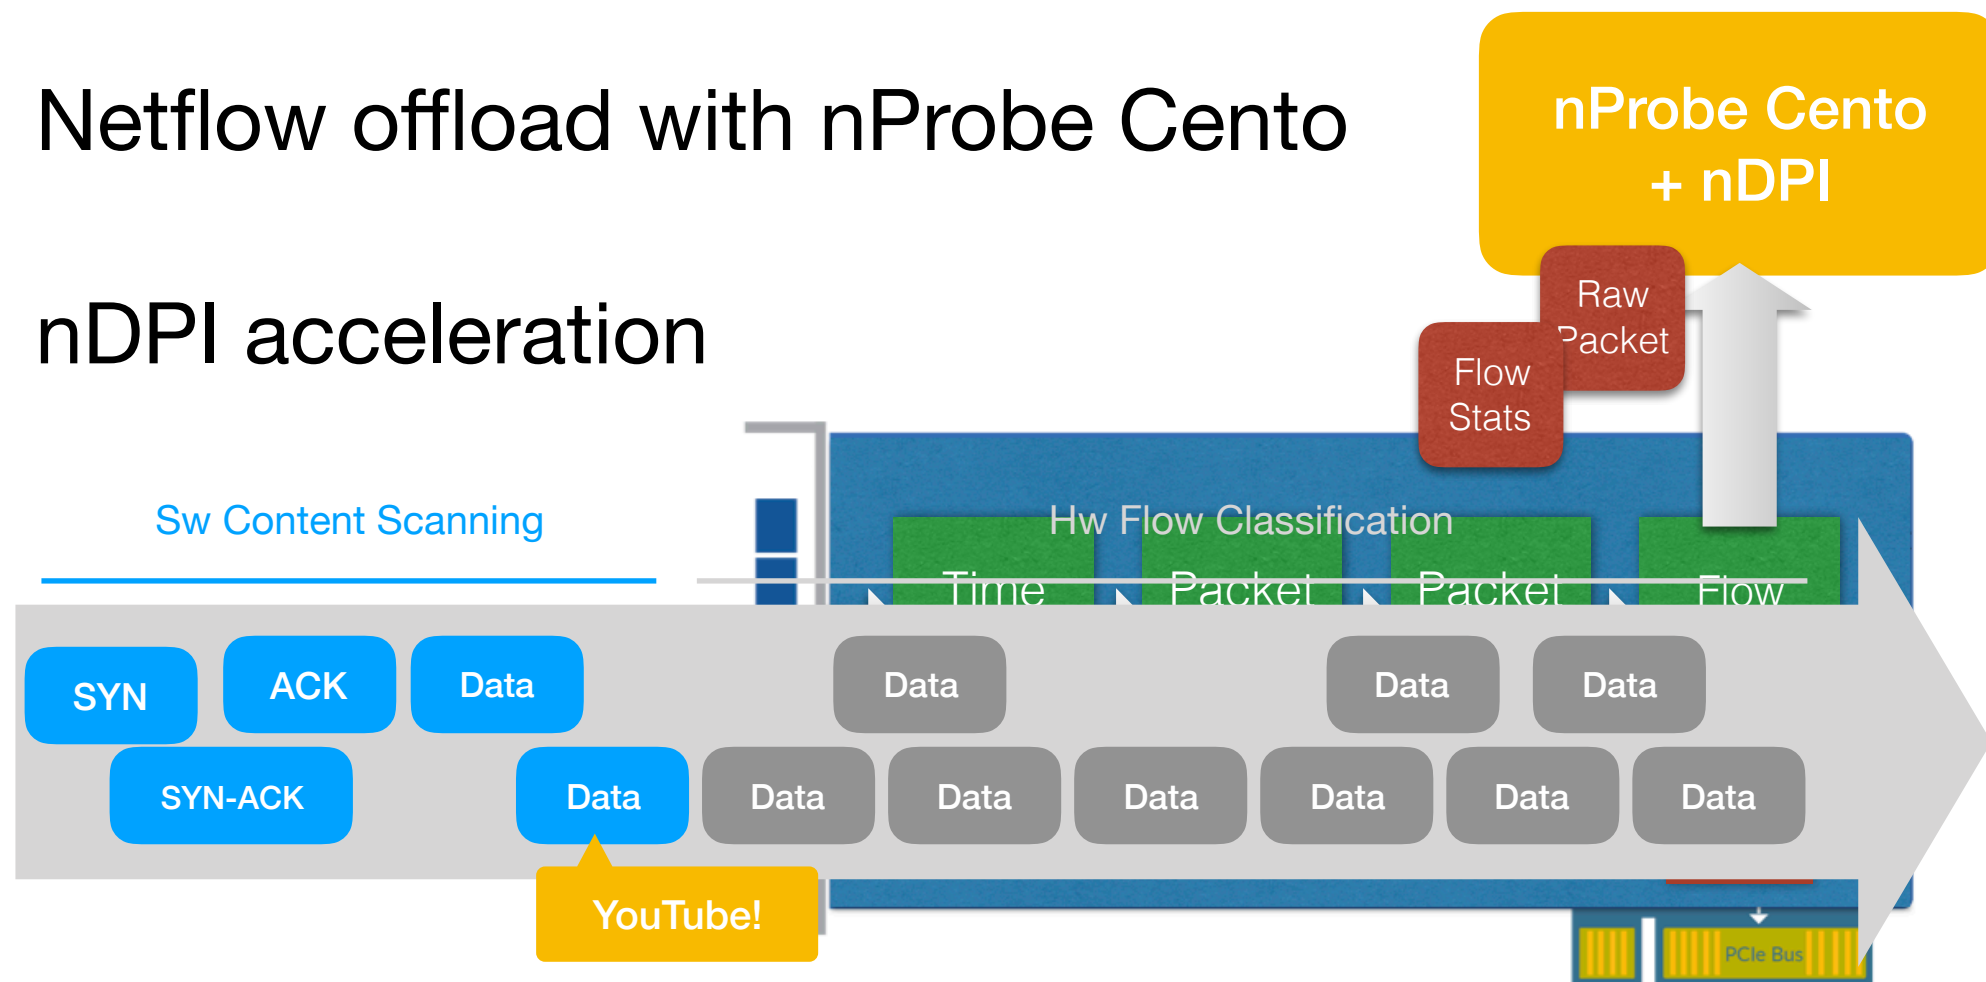 Netflow offload with nProbe Cento
nProbe Cento
+ nDPI
nDPI acceleration
Raw
Packet
Flow
Stats
Sw Content Scanning
Hw Flow Classification
Time
Packet
Packet
Flow
SYN
ACK
Data
Data
Data
Data
SYN-ACK
Data
Data
Data
Data
Data
Data
Data
YouTube!
PCIe Bus